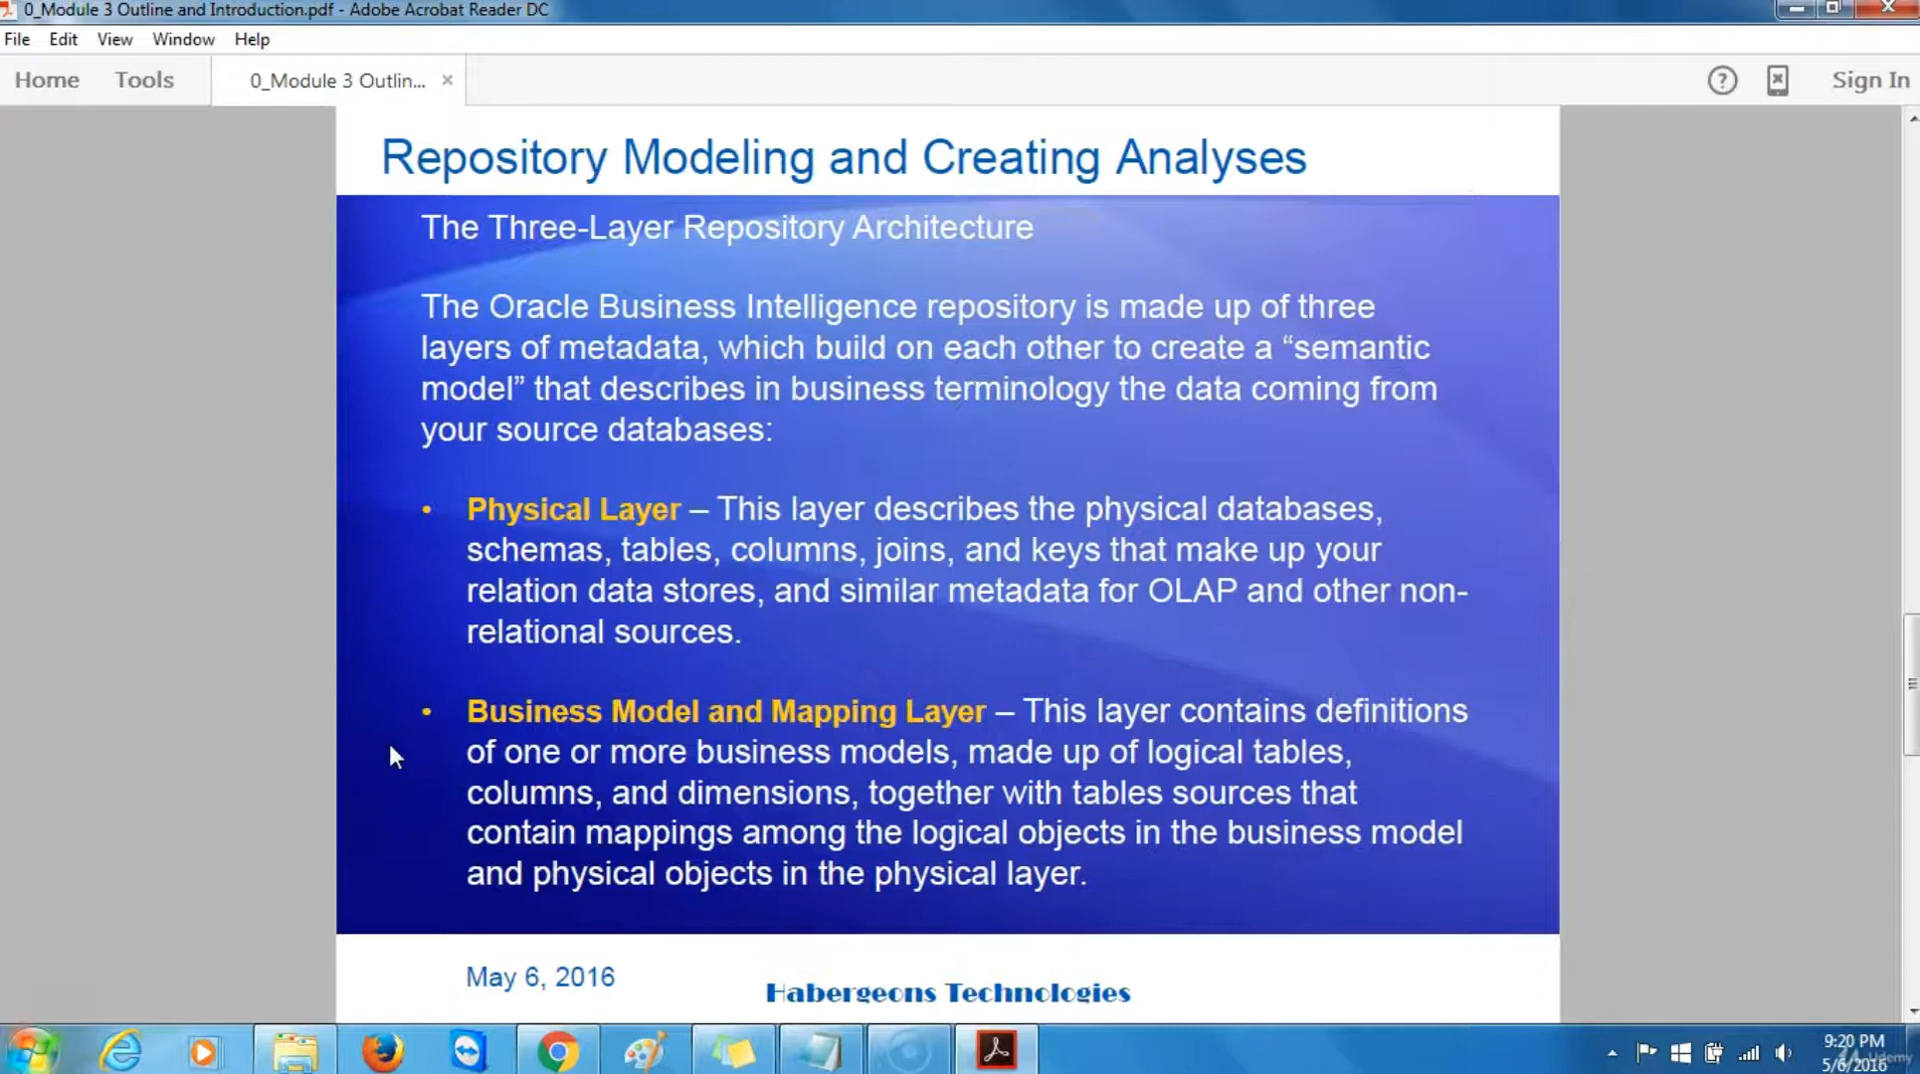 0_Module 3 Outline and Introduction.pdf - Adobe Acrobat Reader DC
File Edit View Window Help
Home Tools 0_Module 3 Outlin... × Sign In
Repository Modeling and Creating Analyses
The Three-Layer Repository Architecture
The Oracle Business Intelligence repository is made up of three
layers of metadata, which build on each other to create a “semantic
model” that describes in business terminology the data coming from
your source databases:
• Physical Layer – This layer describes the physical databases,
schemas, tables, columns, joins, and keys that make up your
relation data stores, and similar metadata for OLAP and other non-
relational sources.
• Business Model and Mapping Layer – This layer contains definitions
of one or more business models, made up of logical tables,
columns, and dimensions, together with tables sources that
contain mappings among the logical objects in the business model
and physical objects in the physical layer.
May 6, 2016
Habergeons Technologies
9:20 PM
5/6/2016
Udemy